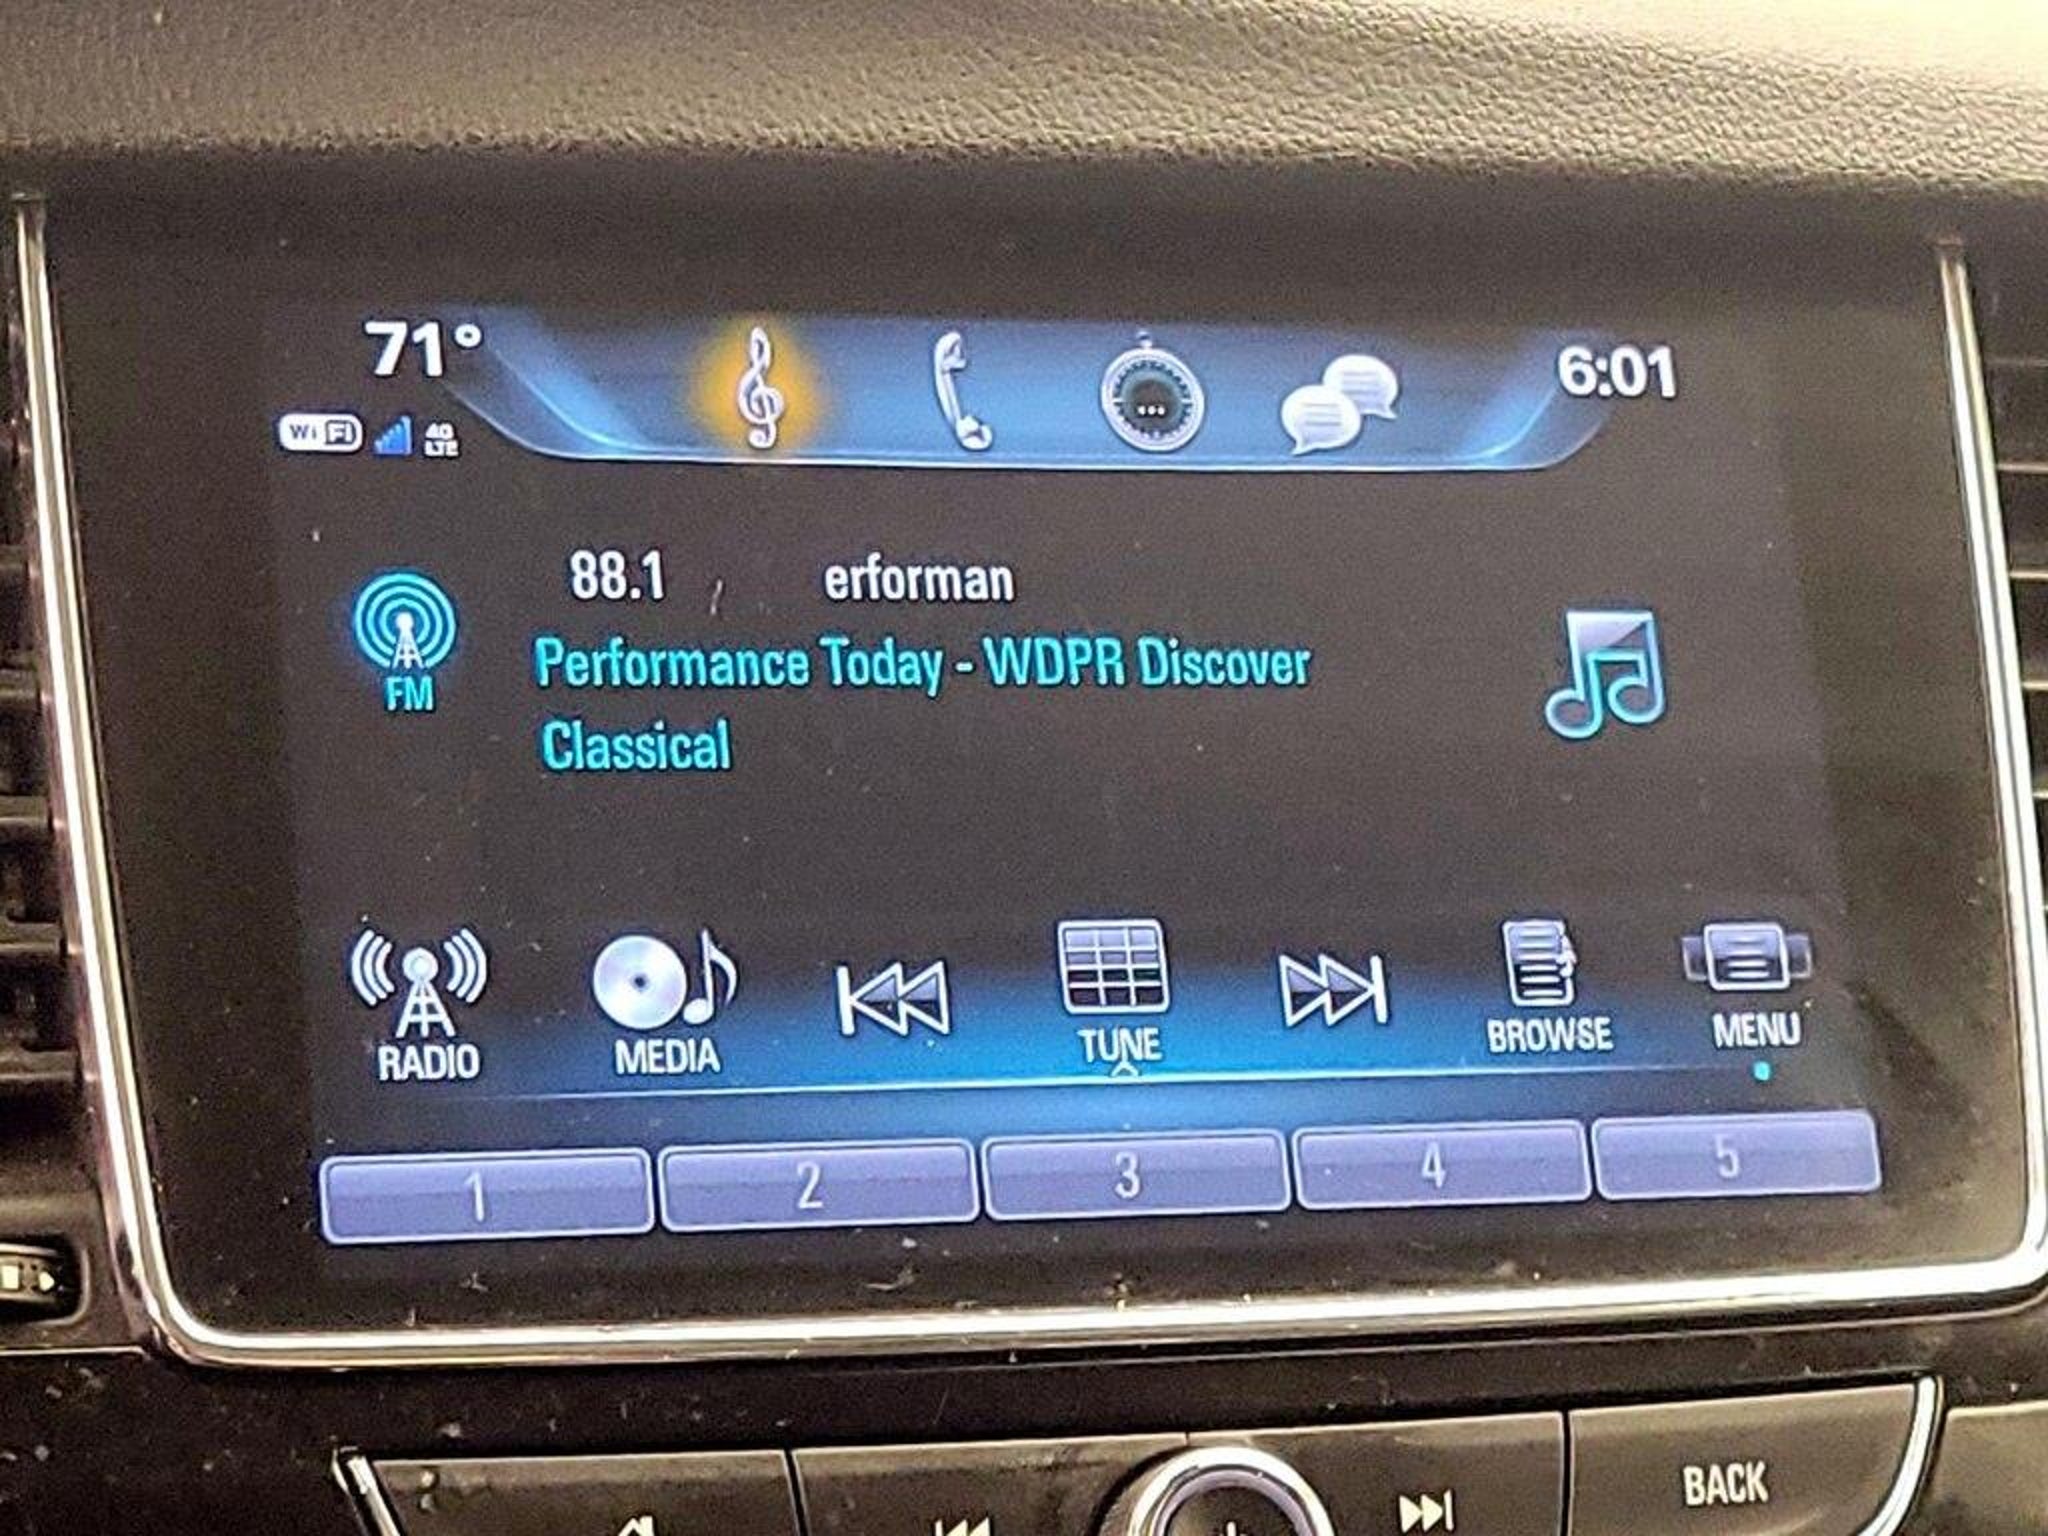 71° 6:01
WiFi 4G LTE
88.1 erforman
FM Performance Today - WDPR Discover
Classical
RADIO MEDIA TUNE BROWSE MENU
1 2 3 4 5
BACK